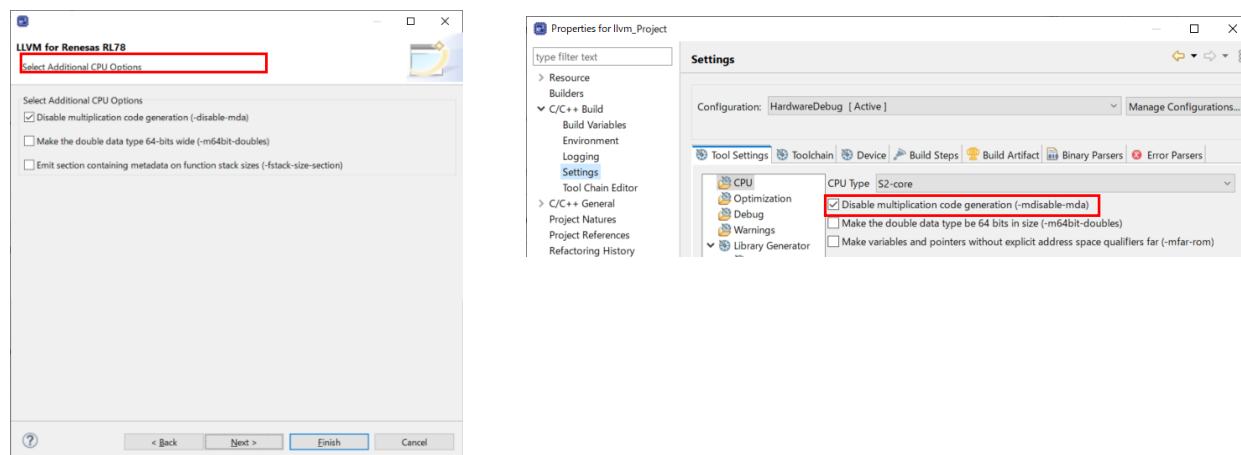 LLVM for Renesas RL78
Select Additional CPU Options
Select Additional CPU Options
Disable multiplication code generation (-disable-mda)
Make the double data type 64-bits wide (-m64bit-doubles)
Emit section containing metadata on function stack sizes (-fstack-size-section)
< Back
Next >
Finish
Cancel
Properties for llvm_Project
type filter text
Resource
Builders
C/C++ Build
Build Variables
Environment
Logging
Settings
Tool Chain Editor
C/C++ General
Project Natures
Project References
Refactoring History
Settings
Configuration: HardwareDebug [ Active ]
Manage Configurations...
Tool Settings Toolchain Device Build Steps Build Artifact Binary Parsers Error Parsers
CPU
Optimization
Debug
Warnings
Library Generator
CPU Type S2-core
Disable multiplication code generation (-mdisable-mda)
Make the double data type be 64 bits in size (-m64bit-doubles)
Make variables and pointers without explicit address space qualifiers far (-mfar-rom)